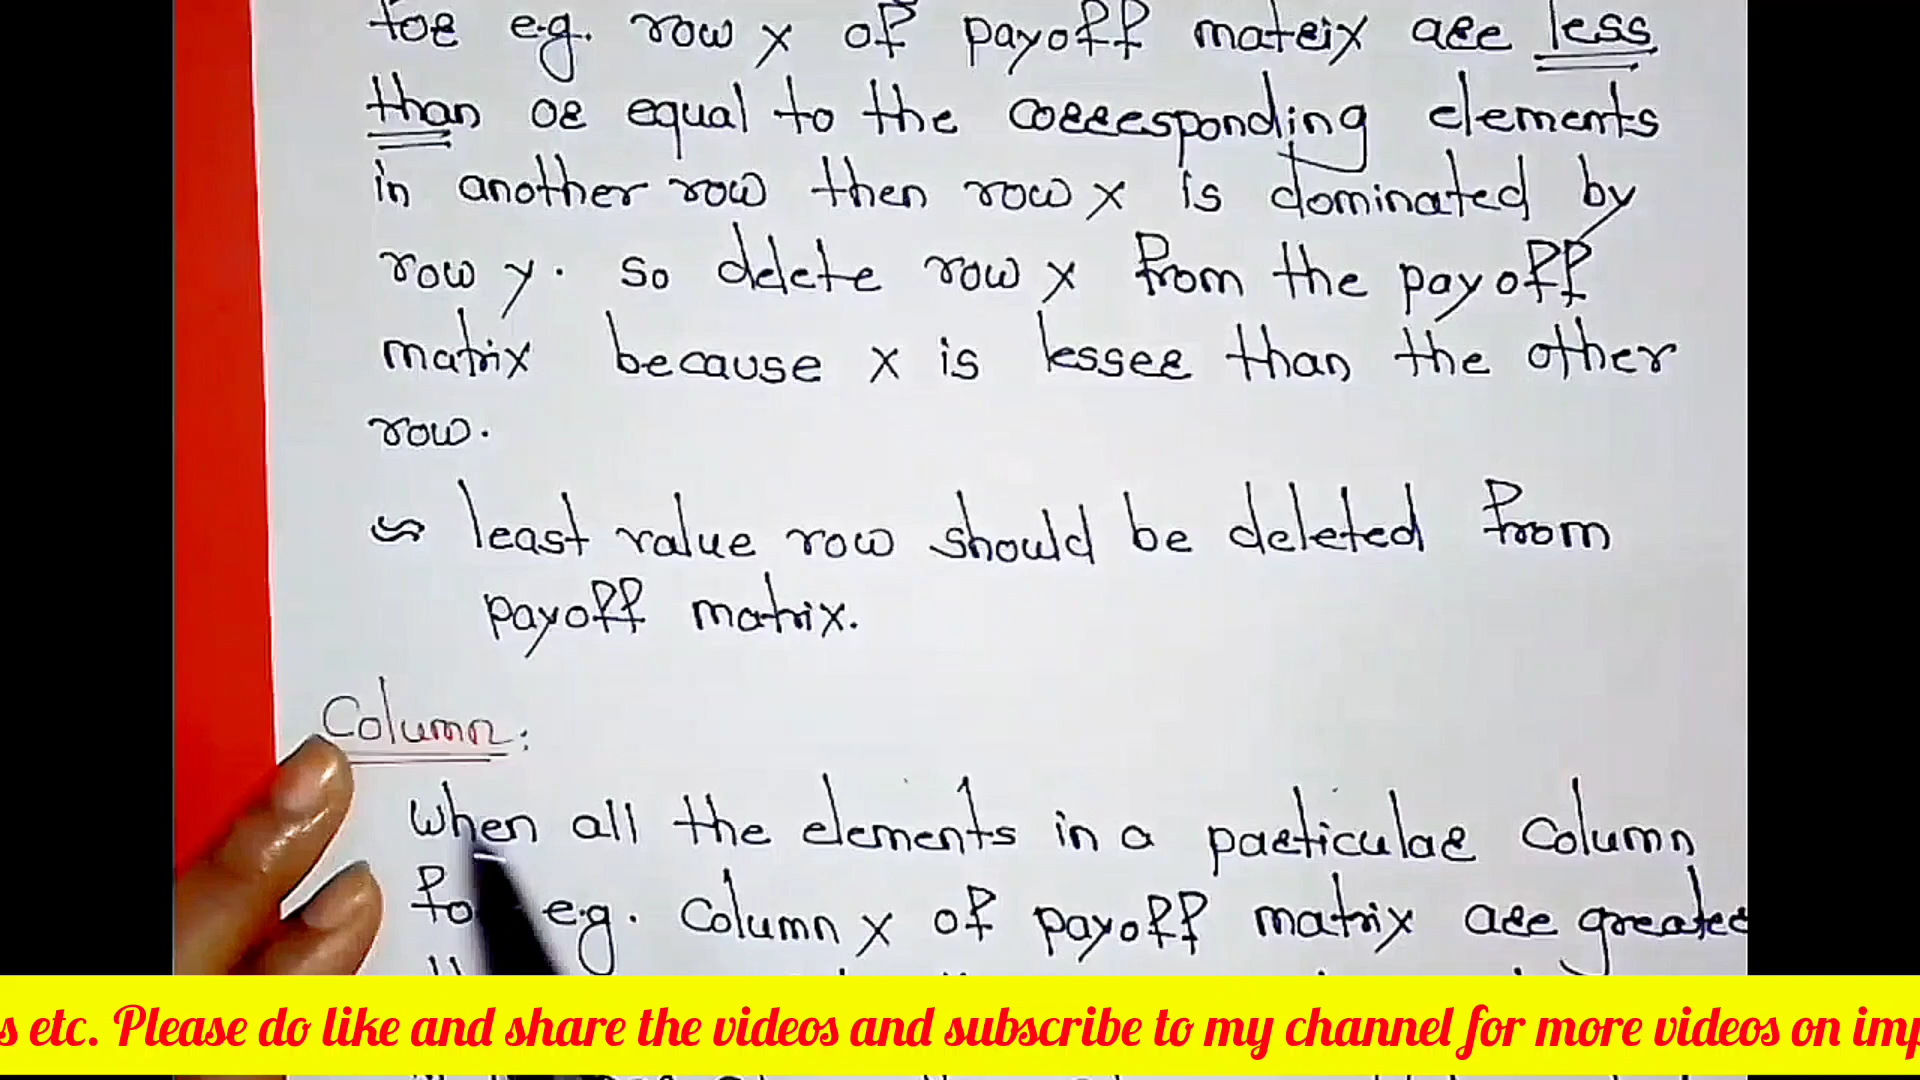 for e.g. row x of payoff matrix are less
than or equal to the corresponding elements
in another row then row x is dominated by
row y. so delete row x from the payoff
matrix because x is lesser than the other
row.
least value row should be deleted from
payoff matrix.
Column:
When all the elements in a particular column
e.g. column x of payoff matrix are greater
s etc. Please do like and share the videos and subscribe to my channel for more videos on imp